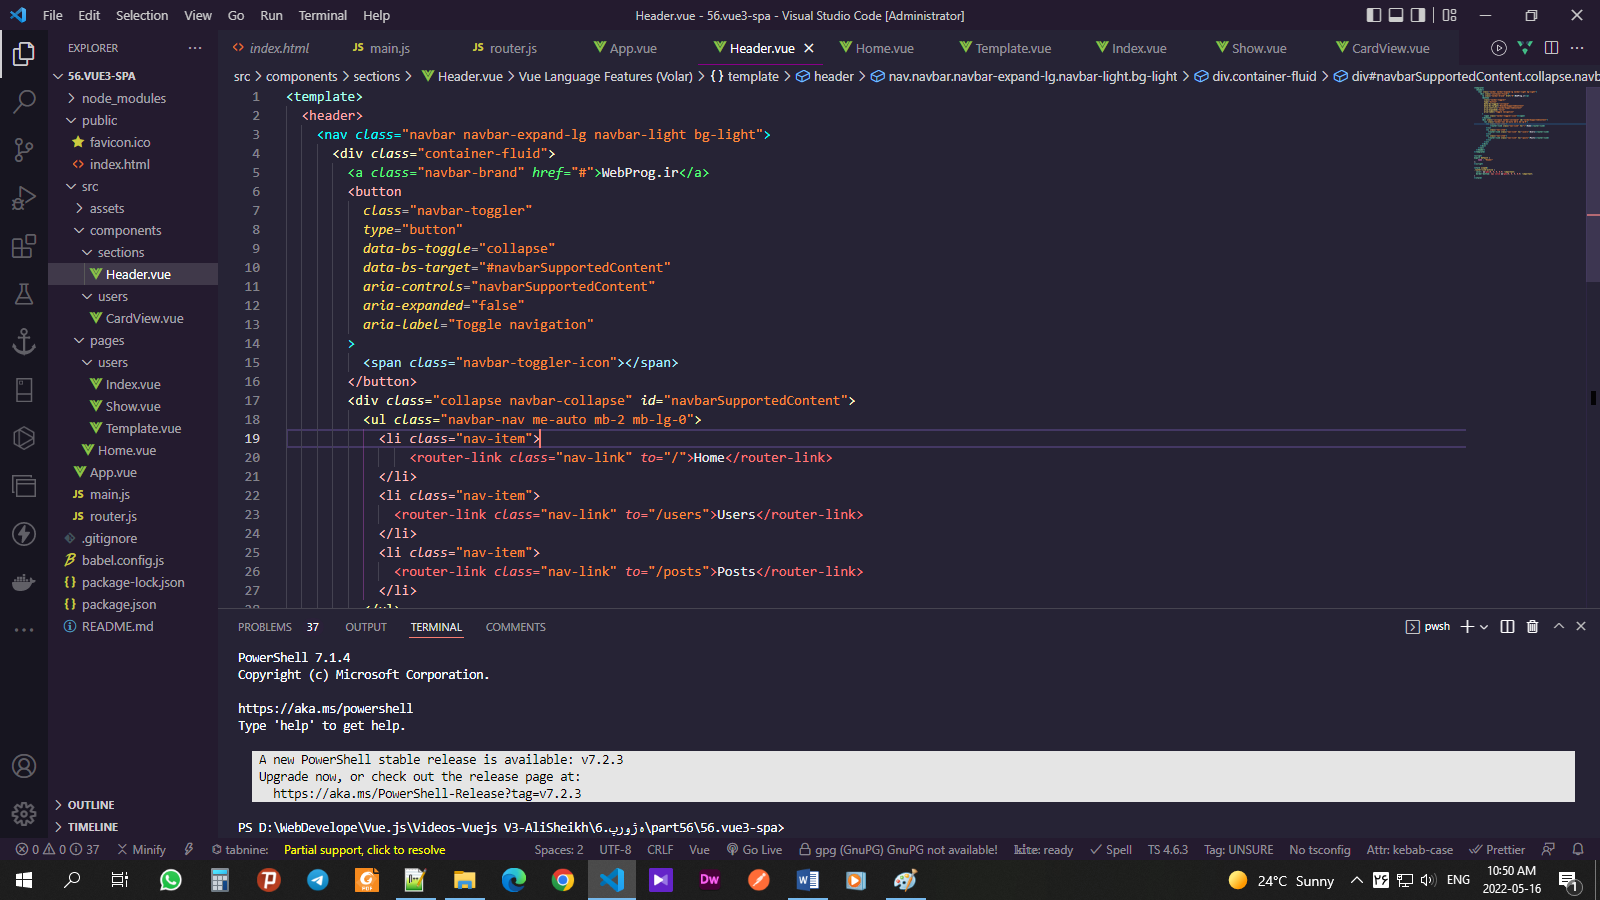 File Edit Selection View Go Run Terminal Help
Header.vue - 56.vue3-spa - Visual Studio Code [Administrator]
EXPLORER
index.html
JS main.js
JS router.js
App.vue
Header.vue
Home.vue
Template.vue
Index.vue
Show.vue
CardView.vue
src > components > sections > Header.vue > Vue Language Features (Volar) > {} template > header > nav.navbar.navbar-expand-lg.navbar-light.bg-light > div.container-fluid > div#navbarSupportedContent.collapse.navb
56.VUE3-SPA
node_modules
public
favicon.ico
<> index.html
src
assets
components
sections
Header.vue
users
CardView.vue
pages
users
Index.vue
Show.vue
Template.vue
Home.vue
App.vue
JS main.js
JS router.js
.gitignore
babel.config.js
{} package-lock.json
{} package.json
README.md
OUTLINE
TIMELINE
1 <template>
2 <header>
3 <nav class="navbar navbar-expand-lg navbar-light bg-light">
4 <div class="container-fluid">
5 <a class="navbar-brand" href="#">WebProg.ir</a>
6 <button
7 class="navbar-toggler"
8 type="button"
9 data-bs-toggle="collapse"
10 data-bs-target="#navbarSupportedContent"
11 aria-controls="navbarSupportedContent"
12 aria-expanded="false"
13 aria-label="Toggle navigation"
14 >
15 <span class="navbar-toggler-icon"></span>
16 </button>
17 <div class="collapse navbar-collapse" id="navbarSupportedContent">
18 <ul class="navbar-nav me-auto mb-2 mb-lg-0">
19 <li class="nav-item">
20 <router-link class="nav-link" to="/">Home</router-link>
21 </li>
22 <li class="nav-item">
23 <router-link class="nav-link" to="/users">Users</router-link>
24 </li>
25 <li class="nav-item">
26 <router-link class="nav-link" to="/posts">Posts</router-link>
27 </li>
28 </ul>
PROBLEMS 37 OUTPUT TERMINAL COMMENTS
pwsh
PowerShell 7.1.4
Copyright (c) Microsoft Corporation.
https://aka.ms/powershell
Type 'help' to get help.
A new PowerShell stable release is available: v7.2.3
Upgrade now, or check out the release page at:
https://aka.ms/PowerShell-Release?tag=v7.2.3
PS D:\WebDevelope\Vue.js\Videos-Vuejs V3-AliSheikh\6.پروژه\part56\56.vue3-spa>
0 0 37 Minify tabnine: Partial support, click to resolve
Spaces: 2 UTF-8 CRLF Vue Go Live gpg (GnuPG) GnuPG not available! kite: ready Spell TS 4.6.3 Tag: UNSURE No tsconfig Attr: kebab-case Prettier
Dw
24°C Sunny
۲۶
ENG
10:50 AM
2022-05-16
1